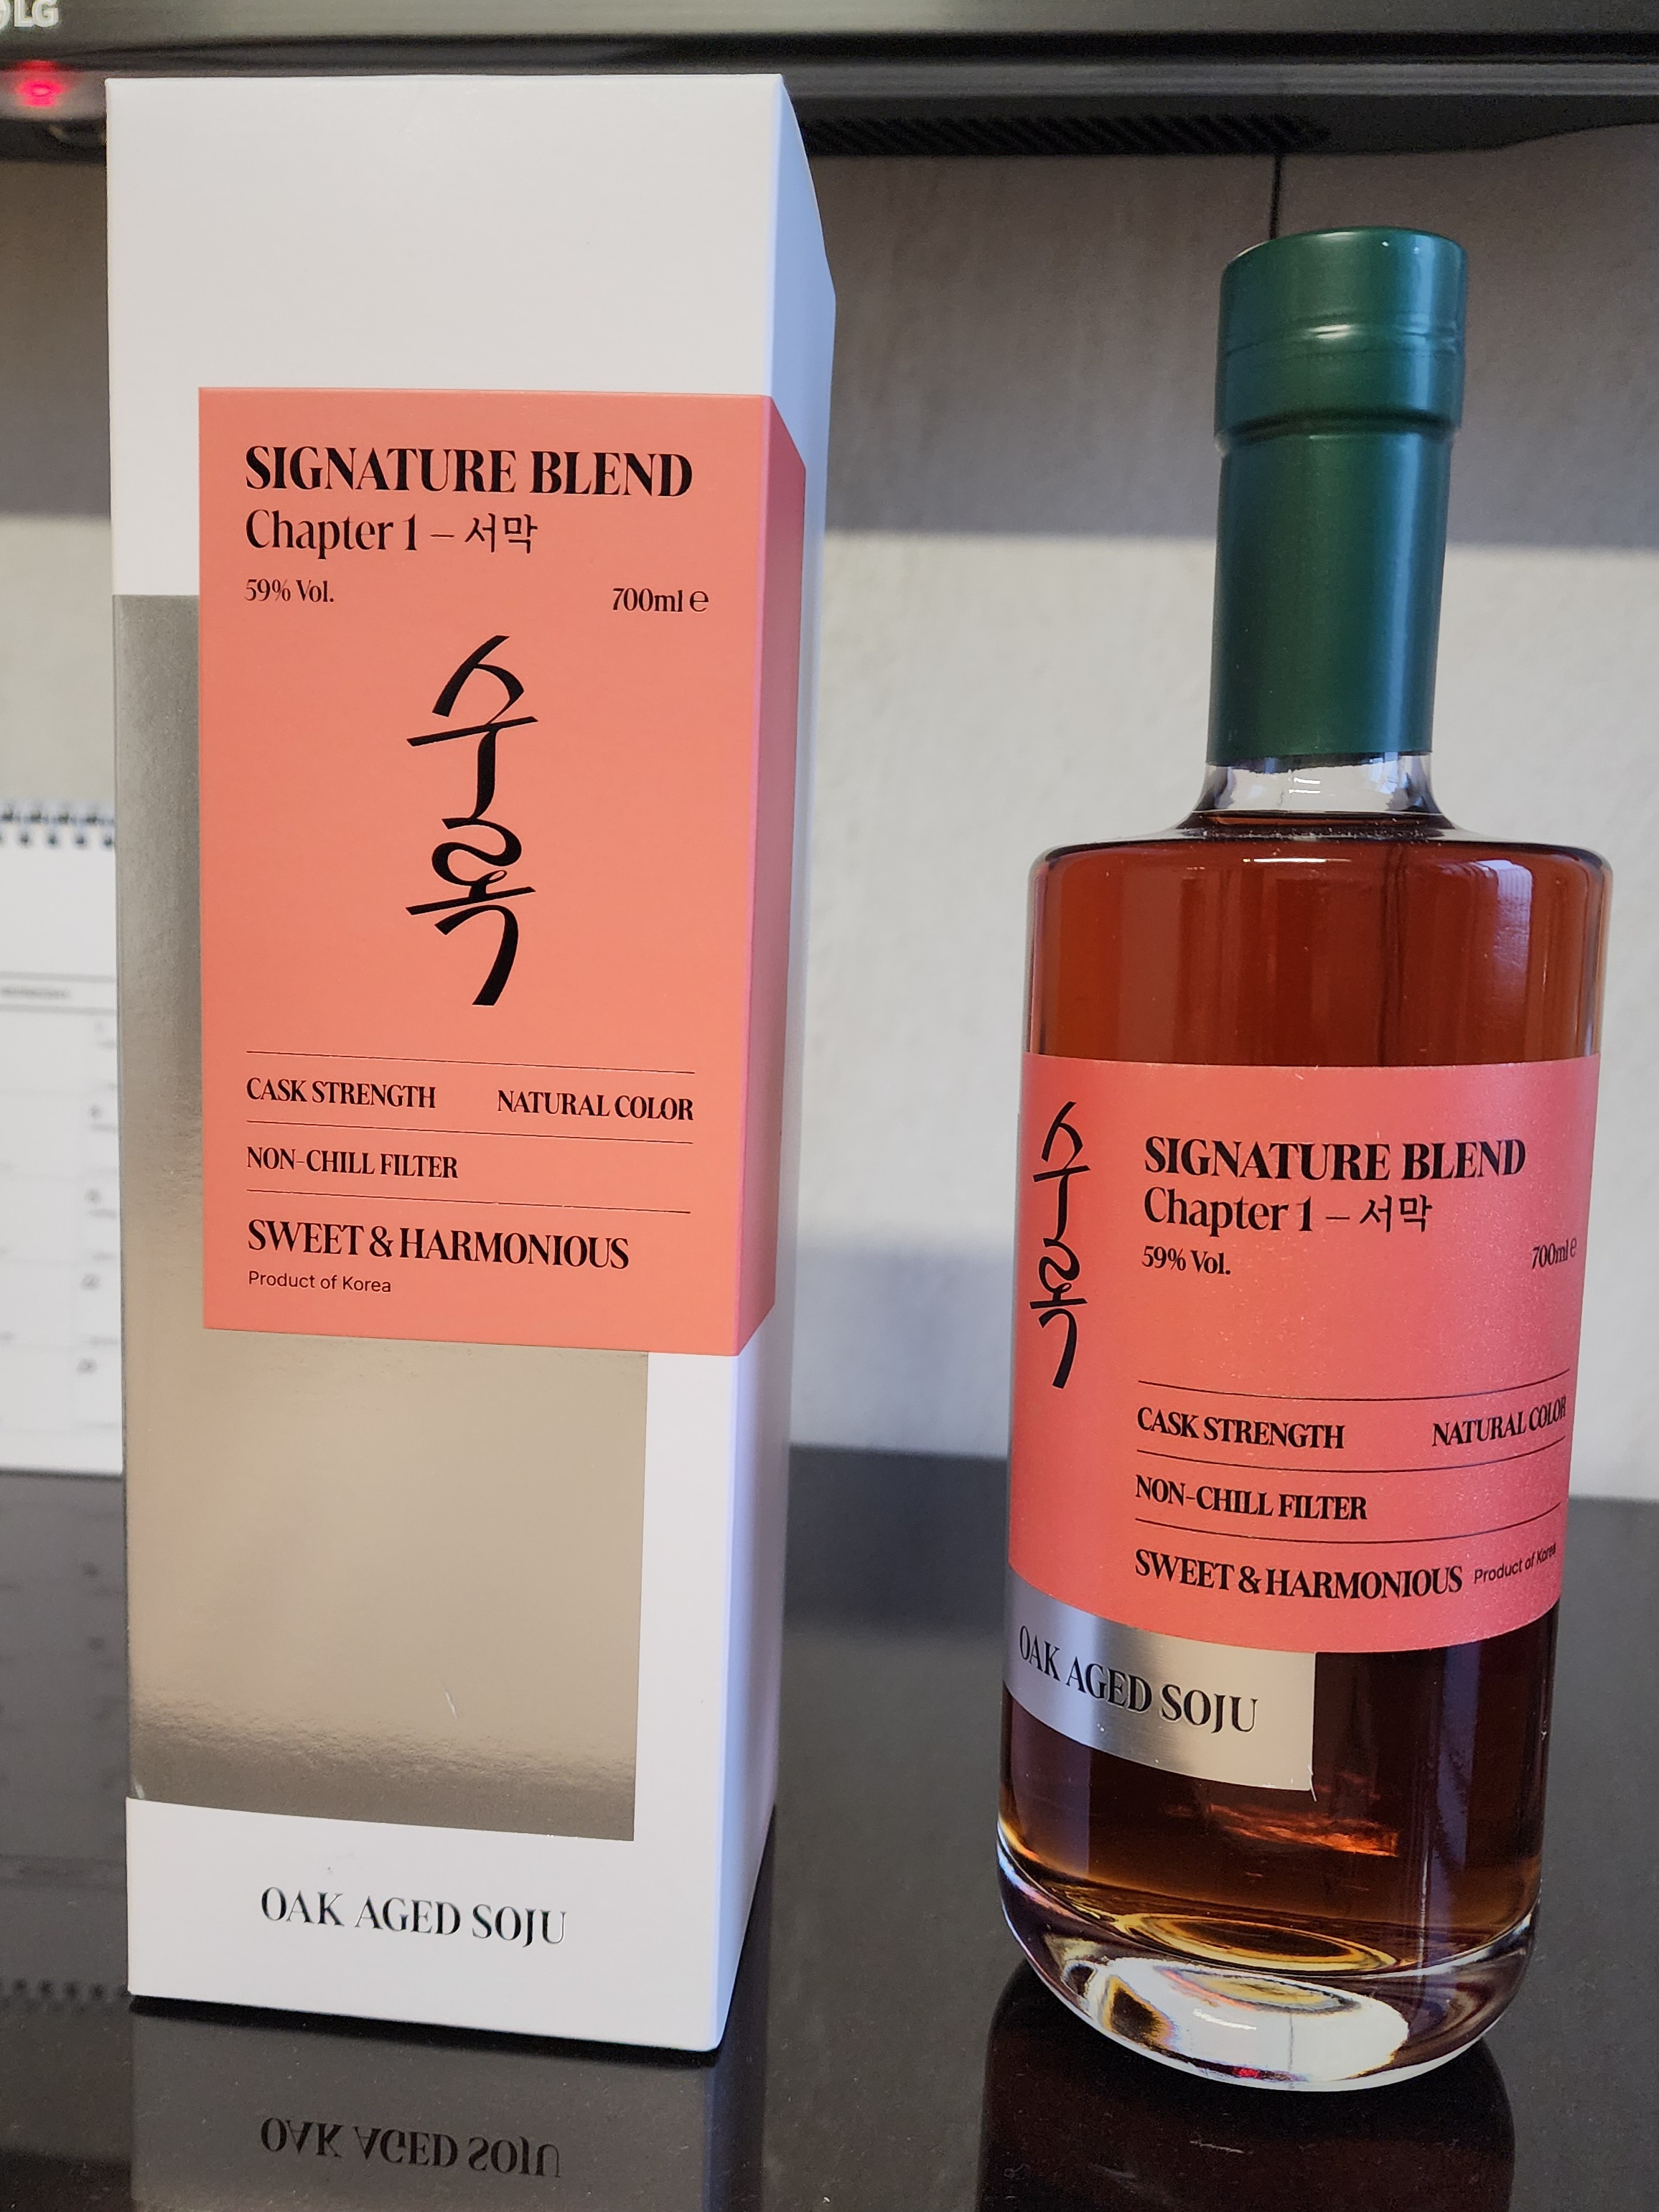 LG
SIGNATURE BLEND
Chapter 1 – 서막
59% Vol. 700ml ℮
수록
CASK STRENGTH NATURAL COLOR
NON-CHILL FILTER
SWEET & HARMONIOUS
Product of Korea
OAK AGED SOJU
수록
SIGNATURE BLEND
Chapter 1 – 서막
59% Vol. 700ml ℮
CASK STRENGTH NATURAL COLOR
NON-CHILL FILTER
SWEET & HARMONIOUS Product of Korea
OAK AGED SOJU